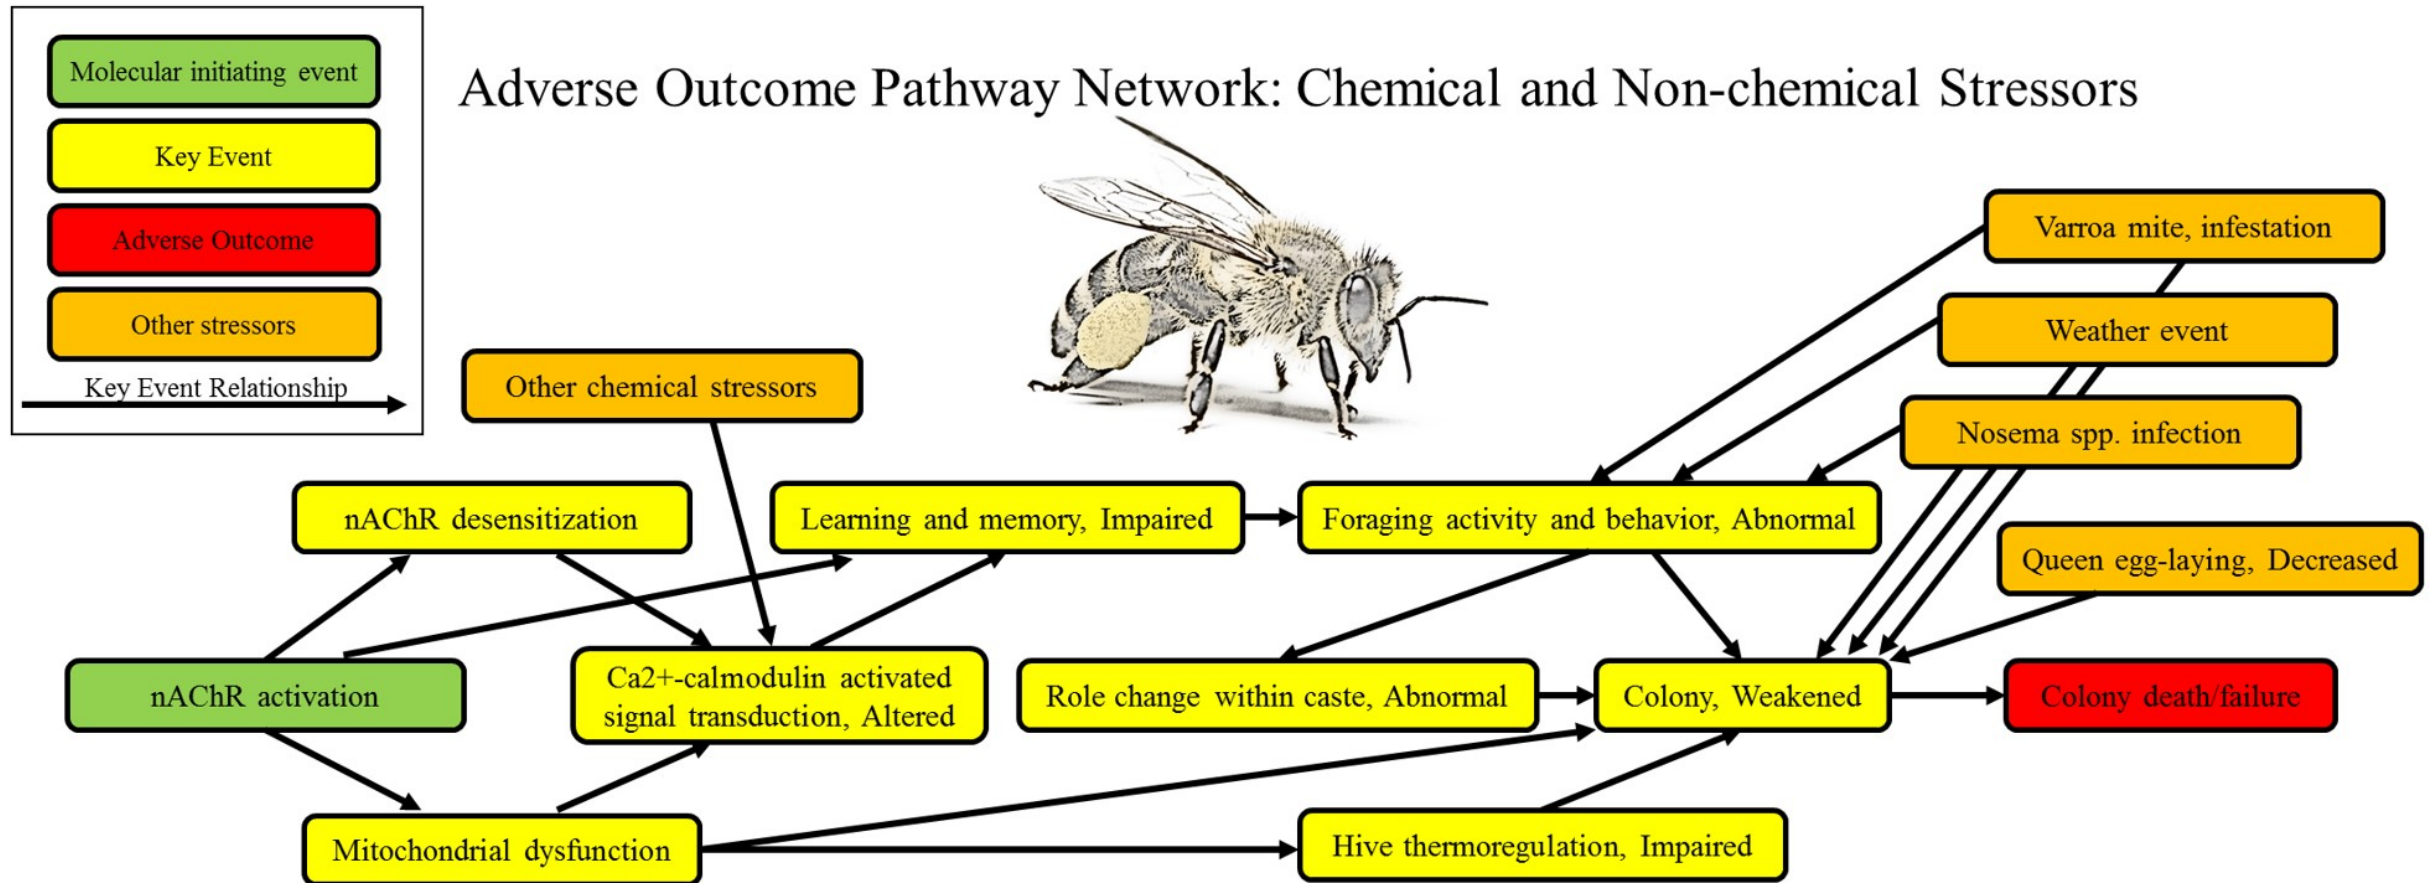 Molecular initiating event
Key Event
Adverse Outcome
Other stressors
Key Event Relationship
Adverse Outcome Pathway Network: Chemical and Non-chemical Stressors
Varroa mite, infestation
Weather event
Other chemical stressors
Nosema spp. infection
nAChR desensitization
Learning and memory, Impaired
Foraging activity and behavior, Abnormal
Queen egg-laying, Decreased
nAChR activation
Ca2+-calmodulin activated
signal transduction, Altered
Role change within caste, Abnormal
Colony, Weakened
Colony death/failure
Mitochondrial dysfunction
Hive thermoregulation, Impaired